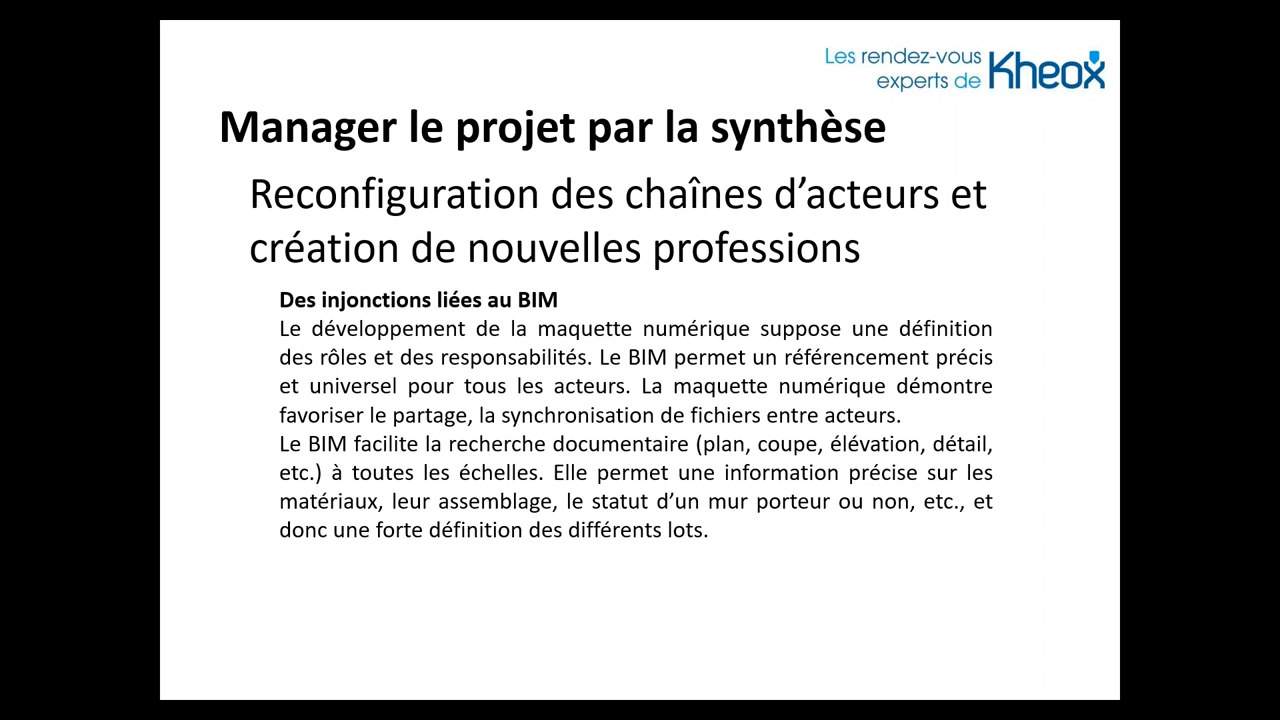 Les rendez-vous
experts de Kheox
Manager le projet par la synthèse
Reconfiguration des chaînes d’acteurs et
création de nouvelles professions
Des injonctions liées au BIM
Le développement de la maquette numérique suppose une définition
des rôles et des responsabilités. Le BIM permet un référencement précis
et universel pour tous les acteurs. La maquette numérique démontre
favoriser le partage, la synchronisation de fichiers entre acteurs.
Le BIM facilite la recherche documentaire (plan, coupe, élévation, détail,
etc.) à toutes les échelles. Elle permet une information précise sur les
matériaux, leur assemblage, le statut d’un mur porteur ou non, etc., et
donc une forte définition des différents lots.